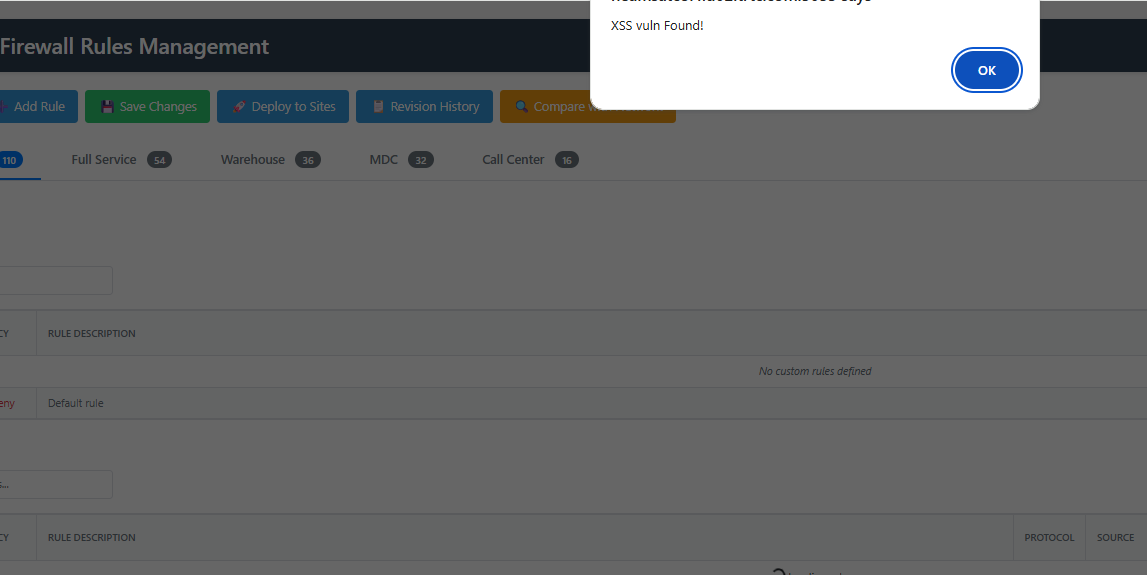 says
XSS vuln Found!
OK
Firewall Rules Management
Add Rule
Save Changes
Deploy to Sites
Revision History
Compare
110
Full Service 54
Warehouse 36
MDC 32
Call Center 16
CY
RULE DESCRIPTION
No custom rules defined
eny
Default rule
s...
CY
RULE DESCRIPTION
PROTOCOL
SOURCE